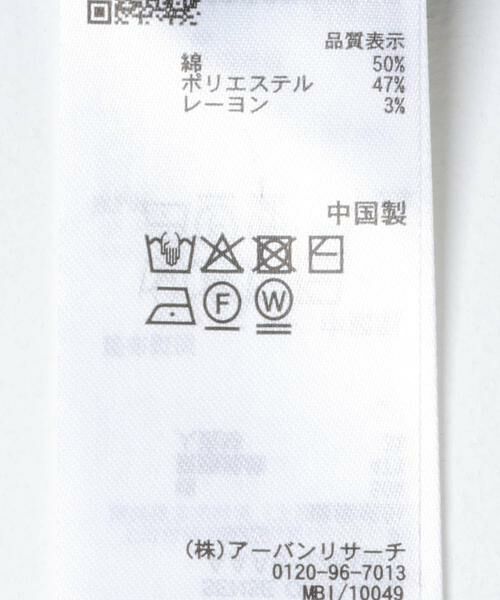 品質表示
綿 50%
ポリエステル 47%
レーヨン 3%
中国製
F W
(株)アーバンリサーチ
0120-96-7013
MBI/10049